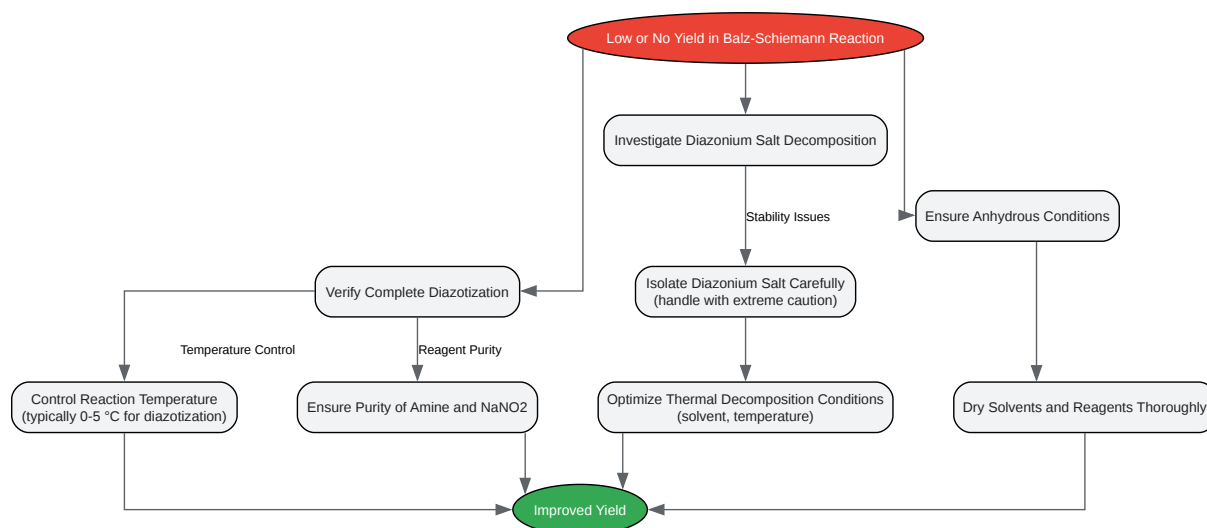 Low or No Yield in Balz-Schiemann Reaction
Investigate Diazonium Salt Decomposition
Stability Issues
Ensure Anhydrous Conditions
Verify Complete Diazotization
Isolate Diazonium Salt Carefully
(handle with extreme caution)
Temperature Control
Reagent Purity
Control Reaction Temperature
(typically 0-5 °C for diazotization)
Ensure Purity of Amine and NaNO2
Optimize Thermal Decomposition Conditions
(solvent, temperature)
Dry Solvents and Reagents Thoroughly
Improved Yield